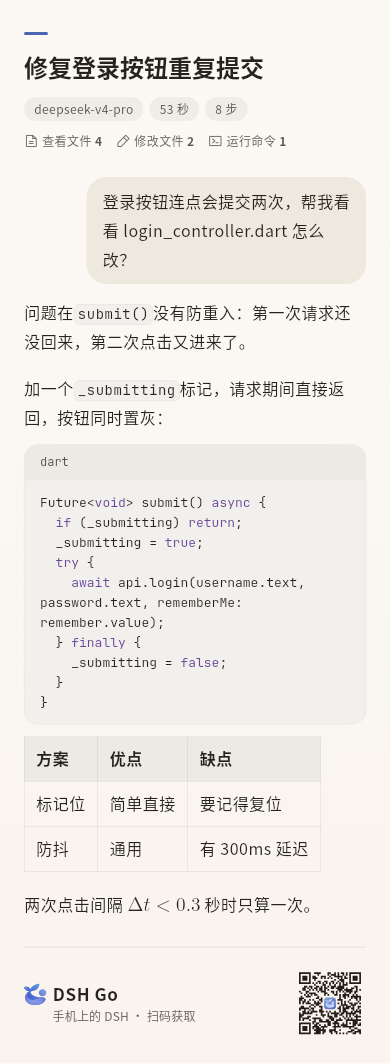 修复登录按钮重复提交
deepseek-v4-pro 53 秒 8 步
查看文件 4 修改文件 2 运行命令 1
登录按钮连点会提交两次，帮我看
看 login_controller.dart 怎么
改？
问题在 submit() 没有防重入：第一次请求还
没回来，第二次点击又进来了。
加一个 _submitting 标记，请求期间直接返
回，按钮同时置灰：
dart
Future<void> submit() async {
  if (_submitting) return;
  _submitting = true;
  try {
    await api.login(username.text,
password.text, rememberMe:
remember.value);
  } finally {
    _submitting = false;
  }
}
方案 优点 缺点
标记位 简单直接 要记得复位
防抖 通用 有 300ms 延迟
两次点击间隔 Δt < 0.3 秒时只算一次。
DSH Go
手机上的 DSH · 扫码获取